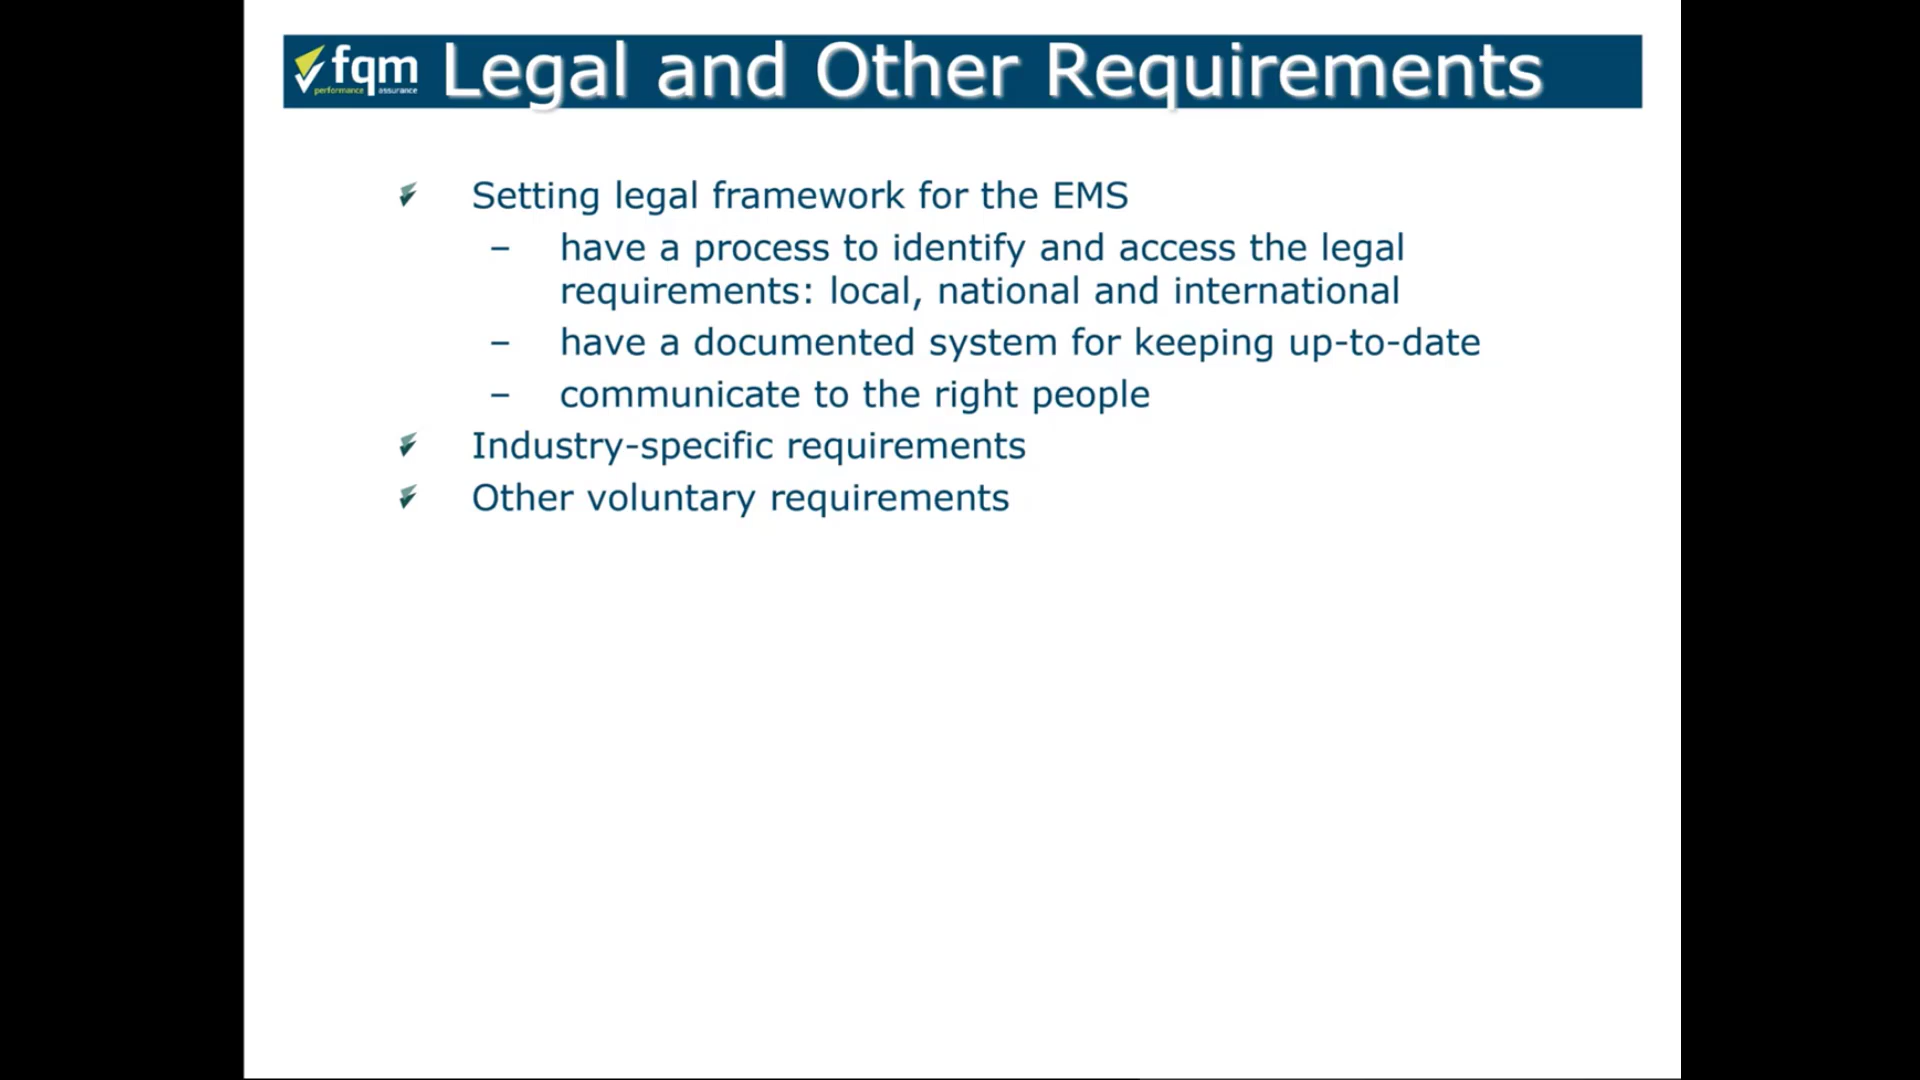 fqm
performance assurance
Legal and Other Requirements
Setting legal framework for the EMS
– have a process to identify and access the legal
requirements: local, national and international
– have a documented system for keeping up-to-date
– communicate to the right people
Industry-specific requirements
Other voluntary requirements